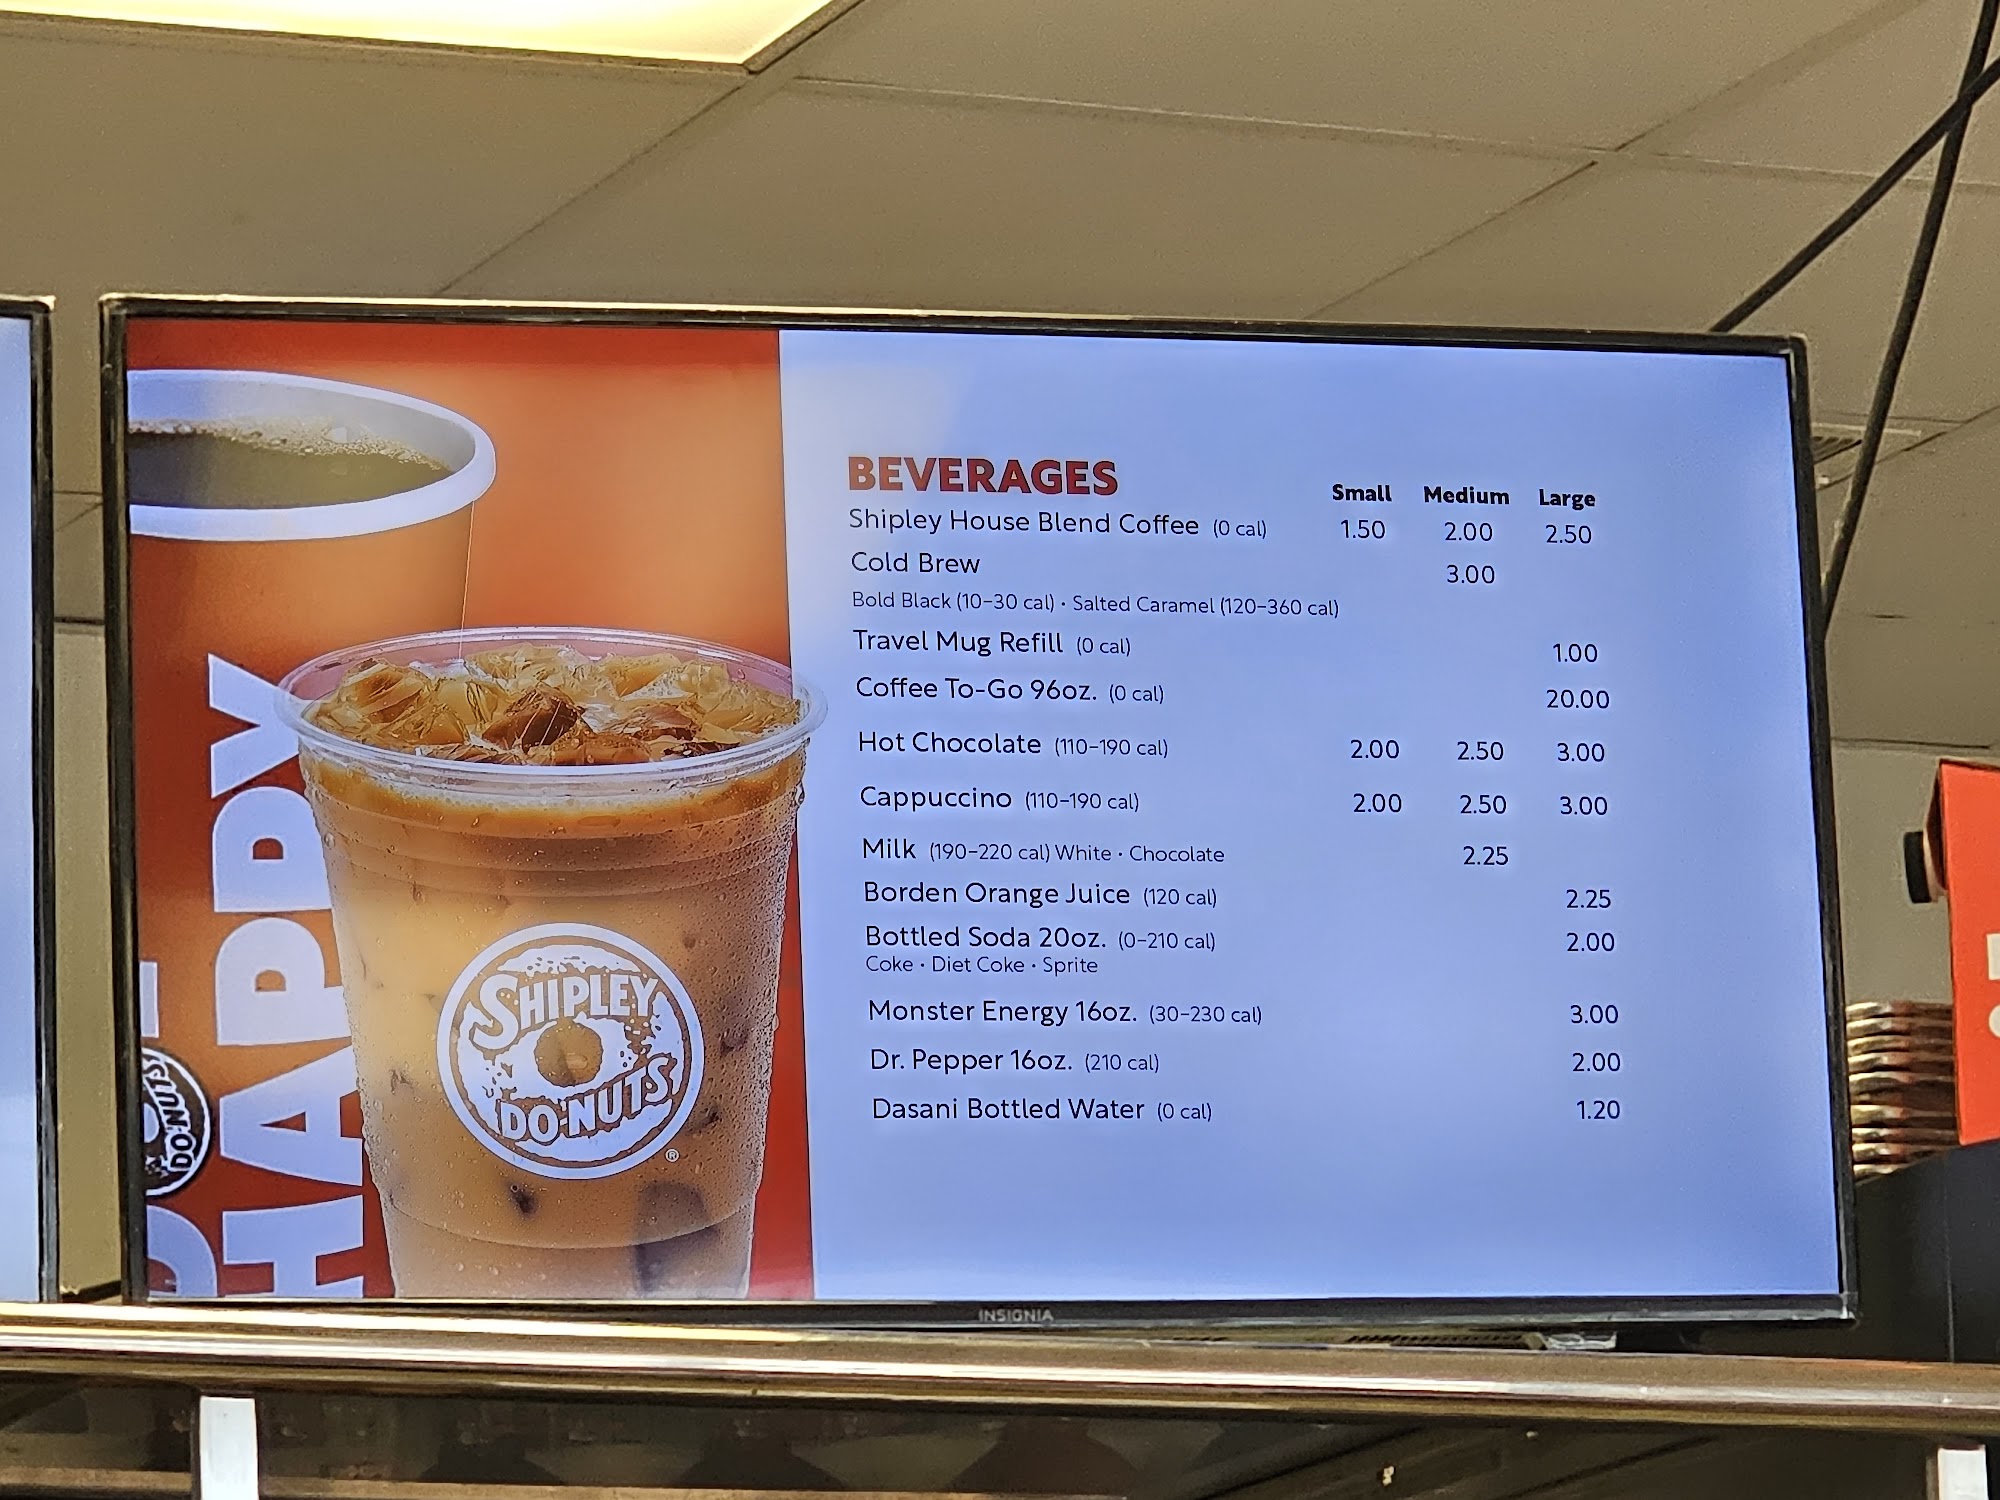 HAPPY
DO-NUTS
SHIPLEY
DO-NUTS
®
BEVERAGES
Small Medium Large
Shipley House Blend Coffee (0 cal) 1.50 2.00 2.50
Cold Brew 3.00
Bold Black (10-30 cal) • Salted Caramel (120-360 cal)
Travel Mug Refill (0 cal) 1.00
Coffee To-Go 96oz. (0 cal) 20.00
Hot Chocolate (110-190 cal) 2.00 2.50 3.00
Cappuccino (110-190 cal) 2.00 2.50 3.00
Milk (190-220 cal) White • Chocolate 2.25
Borden Orange Juice (120 cal) 2.25
Bottled Soda 20oz. (0-210 cal) 2.00
Coke • Diet Coke • Sprite
Monster Energy 16oz. (30-230 cal) 3.00
Dr. Pepper 16oz. (210 cal) 2.00
Dasani Bottled Water (0 cal) 1.20
INSIGNIA